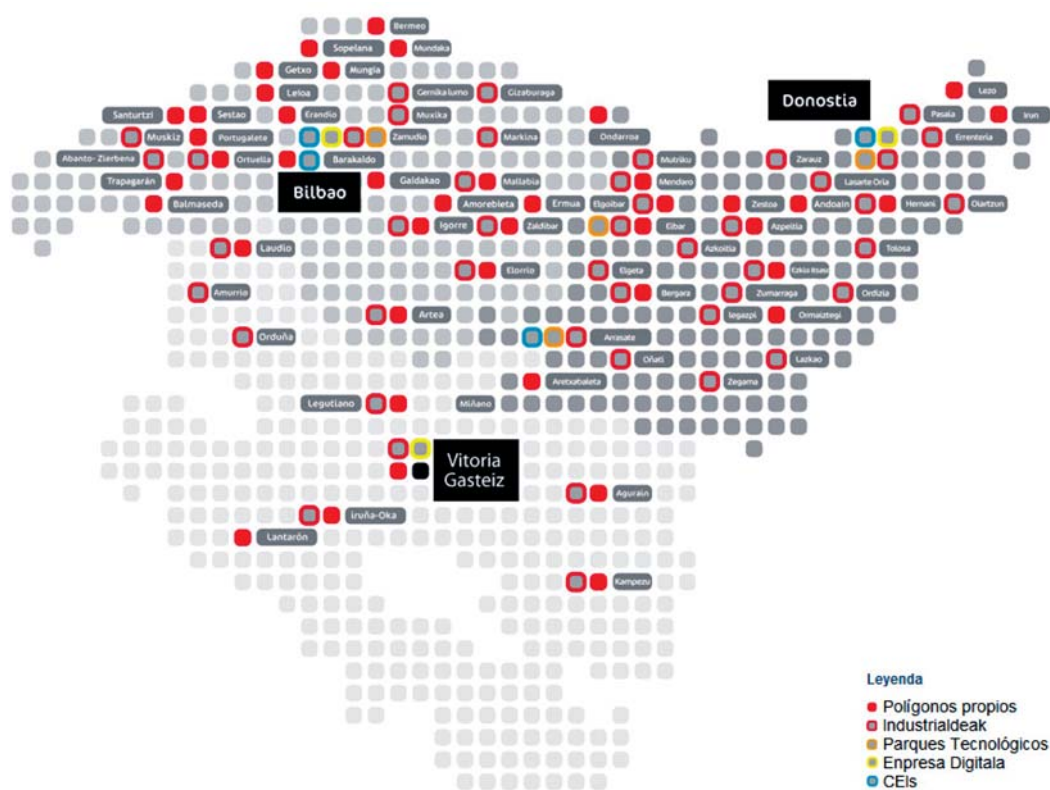 Bermeo
Sopelana
Mundaka
Getxo
Mungia
Leioa
Gernika lumo
Gizaburaga
Lezo
Donostia
Santurtzi
Sestao
Erandio
Muxika
Pasaia
Irun
Muskiz
Portugalete
Zamudio
Markina
Ondarroa
Errenteria
Abanto- Zierbena
Ortuella
Barakaldo
Mutriku
Zarauz
Trapagarán
Bilbao
Galdakao
Mallabia
Mendaro
Lasarte Oria
Balmaseda
Amorebieta
Ermua
Elgoibar
Zestoa
Andoain
Hernani
Oiartzun
Igorre
Zaldibar
Eibar
Azpeitia
Laudio
Azkoitia
Tolosa
Elorrio
Elgeta
Ezkio Itsaso
Amurrio
Bergara
Zumarraga
Ordizia
Artea
legazpi
Ormaiztegi
Orduña
Arrasate
Oñati
Lazkao
Aretxabaleta
Zegama
Legutiano
Miñano
Vitoria
Gasteiz
Agurain
iruña-Oka
Lantarón
Kampezu
Leyenda
Polígonos propios
Industrialdeak
Parques Tecnológicos
Enpresa Digitala
CEIs